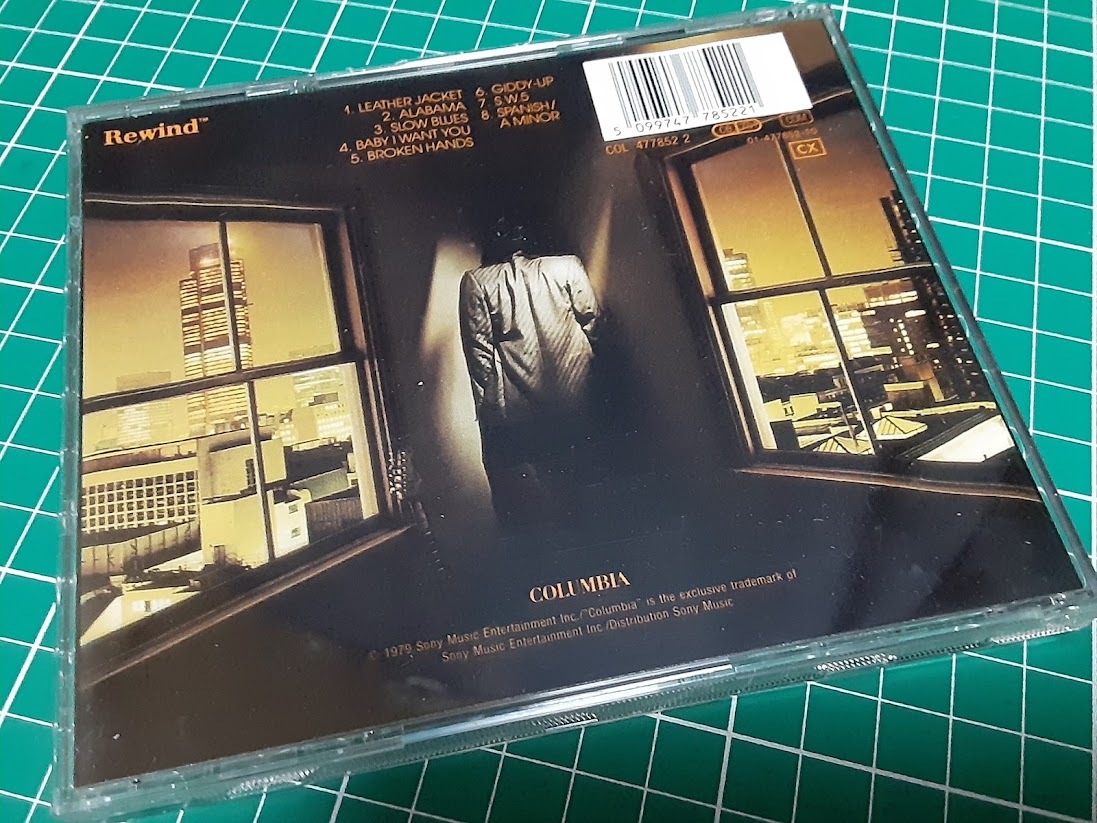 Rewind™
1. LEATHER JACKET
2. ALABAMA
3. SLOW BLUES
4. BABY I WANT YOU
5. BROKEN HANDS
6. GIDDY-UP
7. S.W.5
8. SPANISH/
A MINOR
5 099747 785221
COL 477852 2
CX
COLUMBIA
© 1979 Sony Music Entertainment Inc./"Columbia" is the exclusive trademark of
Sony Music Entertainment Inc./Distribution Sony Music